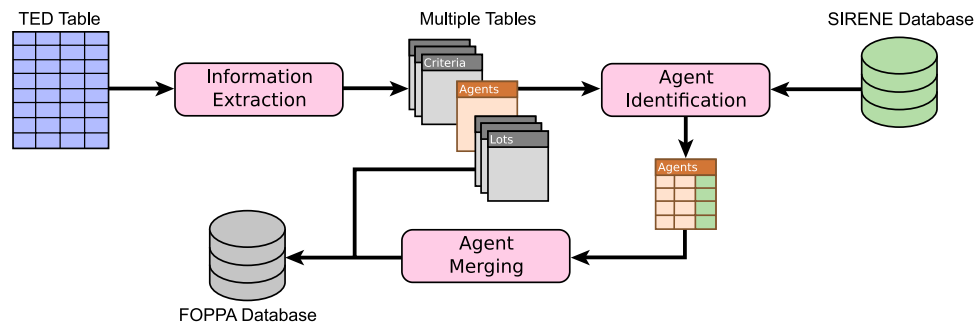 TED Table
Multiple Tables
SIRENE Database
Information
Extraction
Criteria
Agents
Lots
Agent
Identification
Agents
Agent
Merging
FOPPA Database